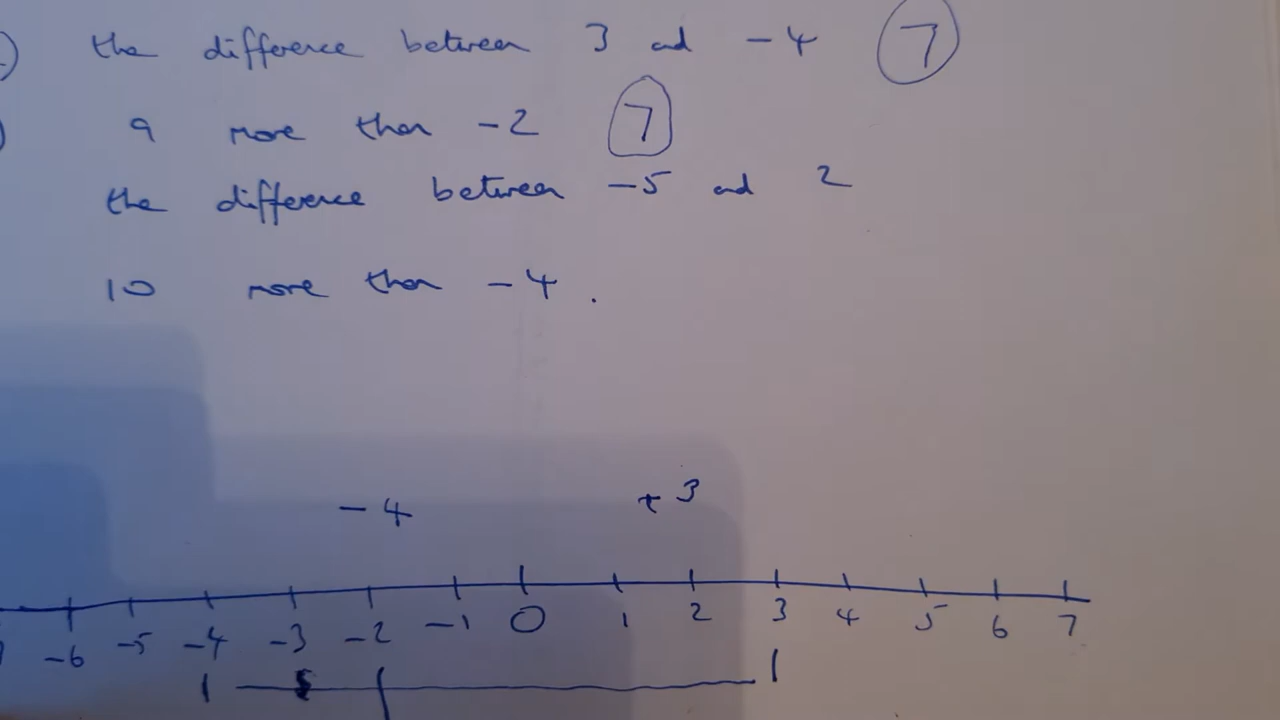 the difference between 3 and -4 7
9 more than -2 7
the difference between -5 and 2
10 more than -4.
-4 +3
-6 -5 -4 -3 -2 -1 0 1 2 3 4 5 6 7